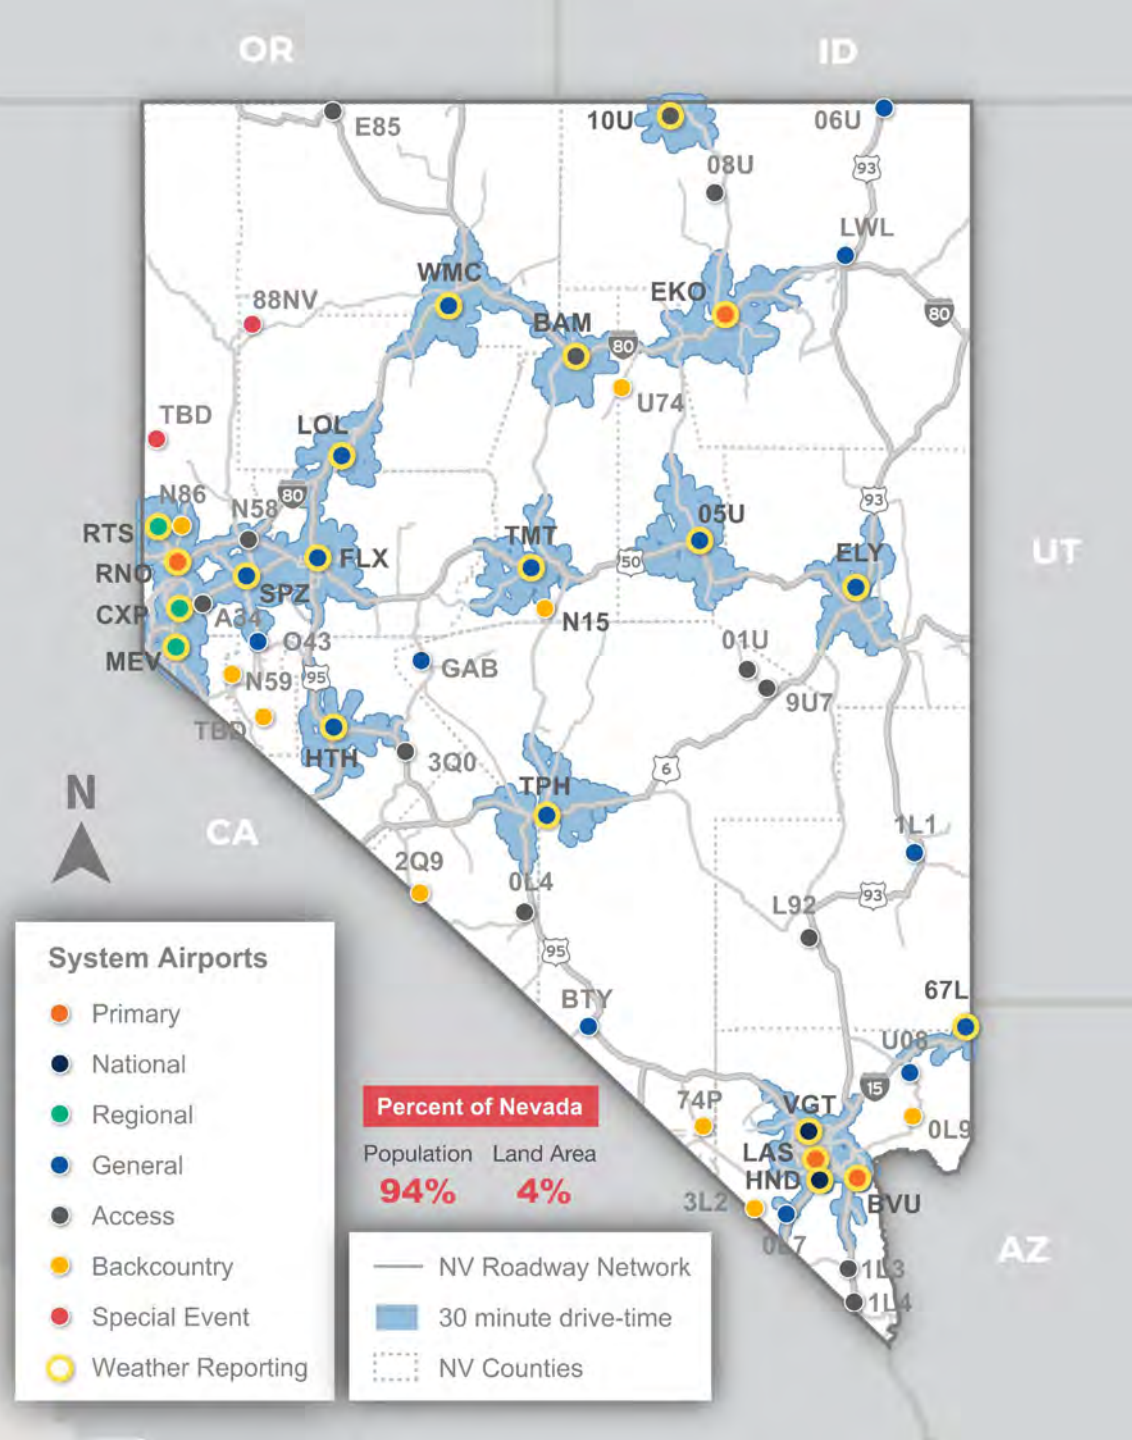 OR
ID
E85
10U
06U
08U
93
LWL
WMC
88NV
EKO
80
BAM
80
U74
TBD
LOL
N86
80
N58
93
RTS
05U
TMT
RNO
FLX
50
ELY
SPZ
CXP
A34
N15
O43
01U
MEV
GAB
N59
95
9U7
TBD
HTH
3Q0
6
TPH
UT
N
CA
1L1
2Q9
0L4
L92
93
95
67L
BTY
U08
15
74P
VGT
0L9
LAS
HND
3L2
BVU
0L7
AZ
1L3
1L4
System Airports
Primary
National
Regional
General
Access
Backcountry
Special Event
Weather Reporting
Percent of Nevada
Population Land Area
94% 4%
NV Roadway Network
30 minute drive-time
NV Counties